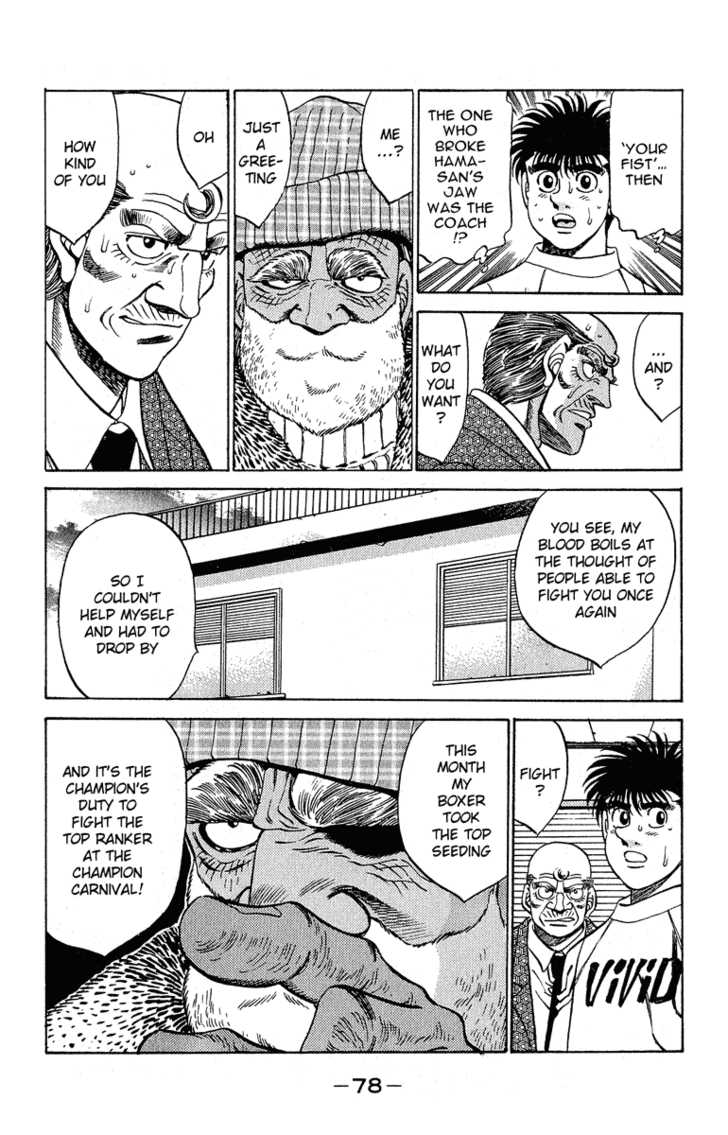 'YOUR
FIST'...
THEN
THE ONE
WHO
BROKE
HAMA-
SAN'S
JAW
WAS THE
COACH
!?
...
AND
?
WHAT
DO
YOU
WANT
?
ME
...?
JUST
A
GREE-
TING
OH
HOW
KIND
OF YOU
YOU SEE, MY
BLOOD BOILS AT
THE THOUGHT OF
PEOPLE ABLE TO
FIGHT YOU ONCE
AGAIN
SO I
COULDN'T
HELP MYSELF
AND HAD TO
DROP BY
FIGHT
?
ViViD
THIS
MONTH
MY
BOXER
TOOK
THE TOP
SEEDING
AND IT'S THE
CHAMPION'S
DUTY TO
FIGHT THE
TOP RANKER
AT THE
CHAMPION
CARNIVAL!
-78-